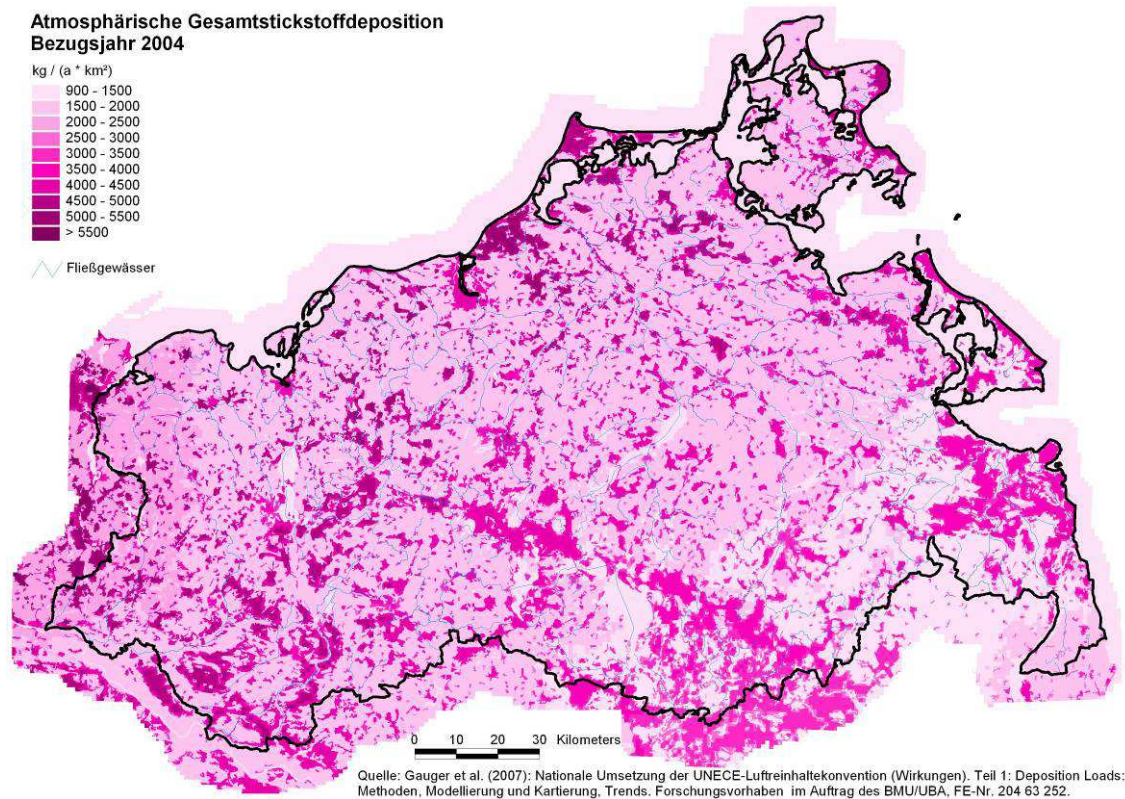 Atmosphärische Gesamtstickstoffdeposition
Bezugsjahr 2004
kg / (a * km²)
900 - 1500
1500 - 2000
2000 - 2500
2500 - 3000
3000 - 3500
3500 - 4000
4000 - 4500
4500 - 5000
5000 - 5500
> 5500
Fließgewässer
0 10 20 30 Kilometers
Quelle: Gauger et al. (2007): Nationale Umsetzung der UNECE-Luftreinhaltekonvention (Wirkungen). Teil 1: Deposition Loads:
Methoden, Modellierung und Kartierung, Trends. Forschungsvorhaben im Auftrag des BMU/UBA, FE-Nr. 204 63 252.